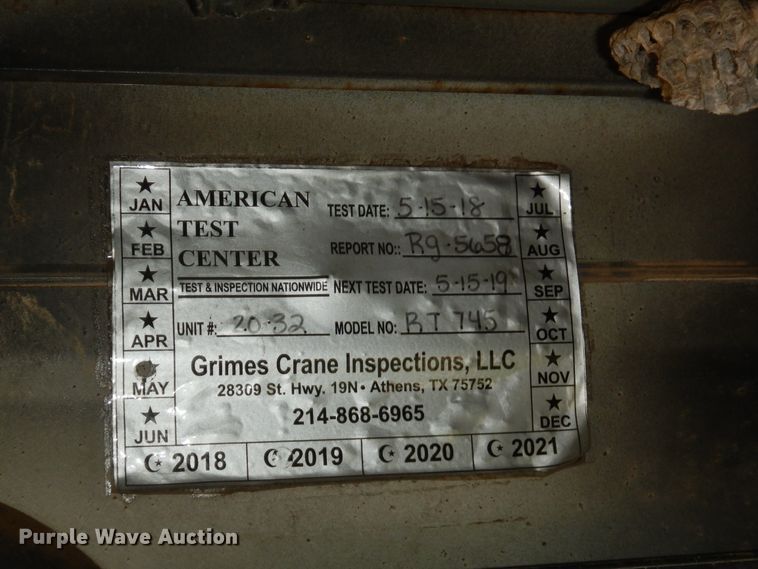 JAN
FEB
MAR
APR
MAY
JUN
AMERICAN
TEST
CENTER
TEST & INSPECTION NATIONWIDE
TEST DATE: 5-15-18
REPORT NO.: Rg-5658
NEXT TEST DATE: 5-15-19
UNIT #: 20-32 MODEL NO: RT 745
Grimes Crane Inspections, LLC
28309 St. Hwy. 19N • Athens, TX 75752
214-868-6965
JUL
AUG
SEP
OCT
NOV
DEC
2018 2019 2020 2021
Purple Wave Auction